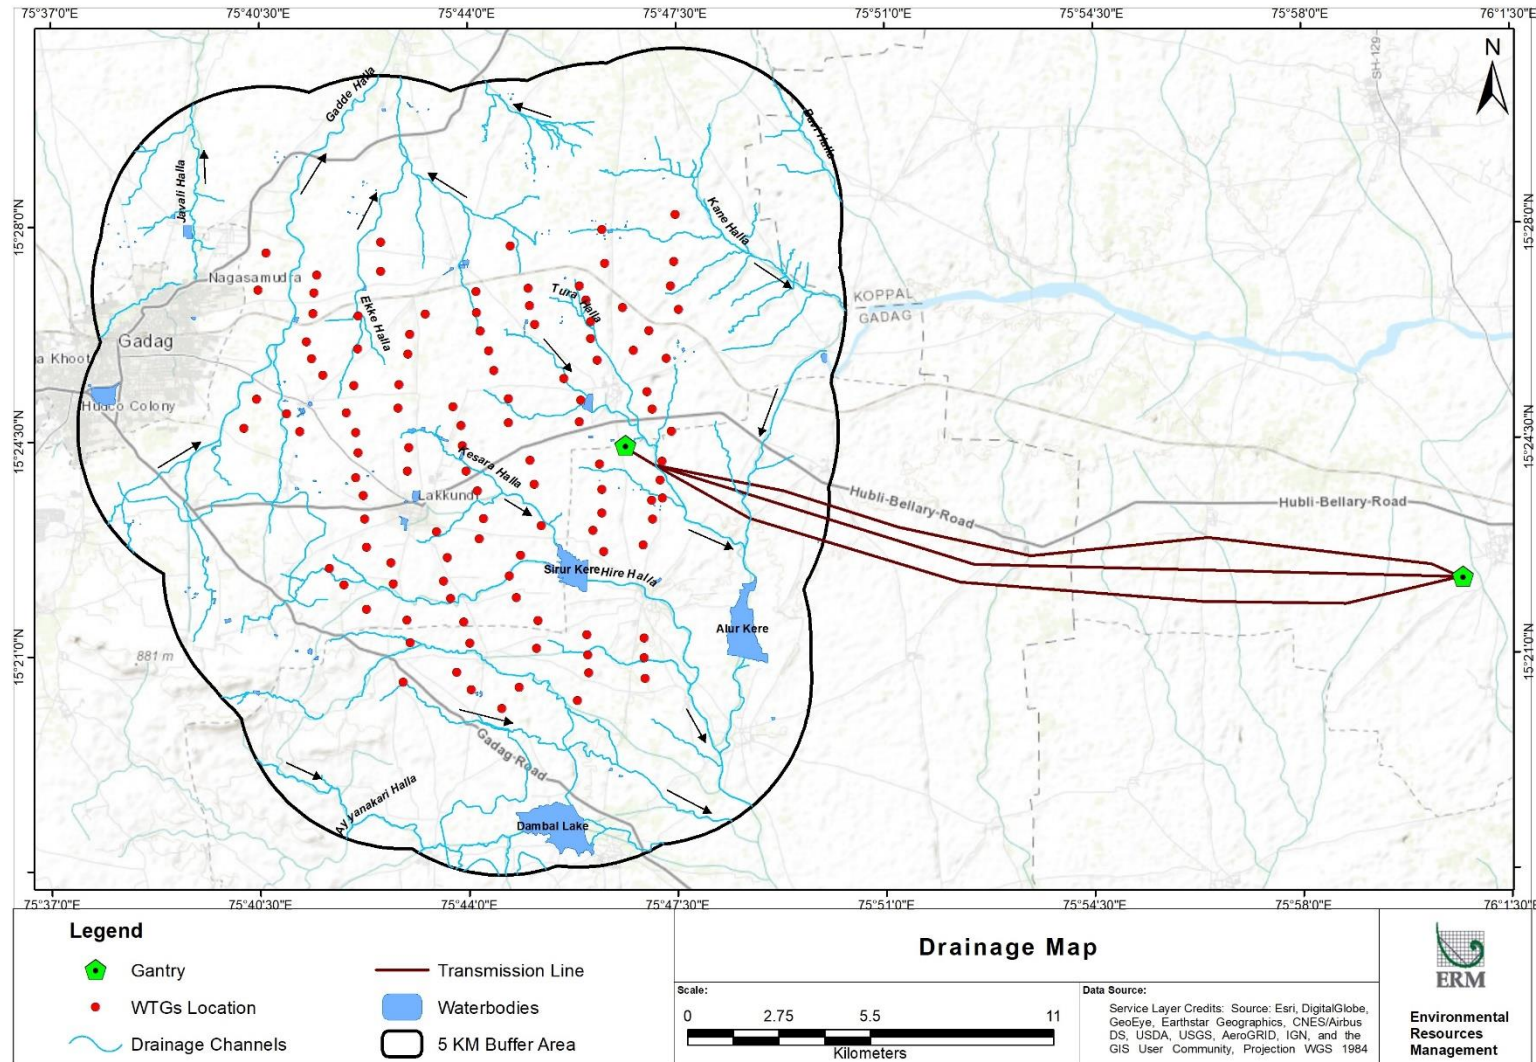 75°37'0"E 75°40'30"E 75°44'0"E 75°47'30"E 75°51'0"E 75°54'30"E 75°58'0"E 76°1'30"E
N
SH-129
Gadde Halla
Javali Halla
Kane Halla
15°28'0"N 15°28'0"N
Nagasamudra
Tura Halla
Ekke Halla
KOPPAL
GADAG
Gadag
a Khoot
Hudco Colony
15°24'30"N 15°24'30"N
Kesara Halla
Lakkundi
Hubli-Bellary-Road
Hubli-Bellary-Road
Sirur Kere
Hire Halla
Alur Kere
881 m
15°21'0"N 15°21'0"N
Gadag-Road
Ayyanakari Halla
Dambal Lake
75°37'0"E 75°40'30"E 75°44'0"E 75°47'30"E 75°51'0"E 75°54'30"E 75°58'0"E 76°1'30"E
Legend
Gantry
WTGs Location
Drainage Channels
Transmission Line
Waterbodies
5 KM Buffer Area
Drainage Map
Scale:
0 2.75 5.5 11
Kilometers
Data Source:
Service Layer Credits: Source: Esri, DigitalGlobe,
GeoEye, Earthstar Geographics, CNES/Airbus
DS, USDA, USGS, AeroGRID, IGN, and the
GIS User Community, Projection WGS 1984
ERM
Environmental
Resources
Management